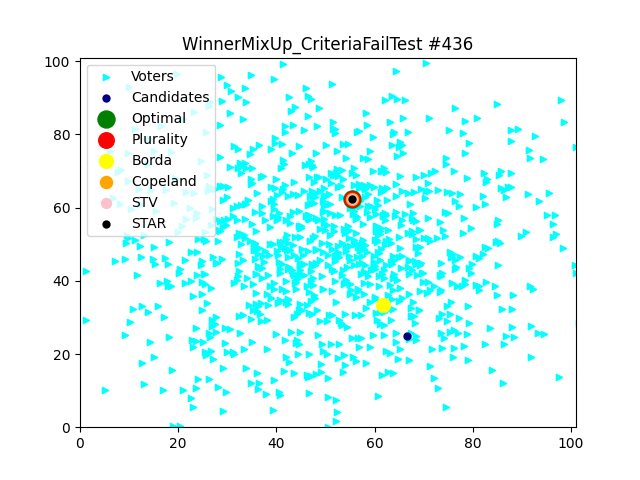 WinnerMixUp_CriteriaFailTest #436
100
80
60
40
20
0
Voters
Candidates
Optimal
Plurality
Borda
Copeland
STV
STAR
0 20 40 60 80 100